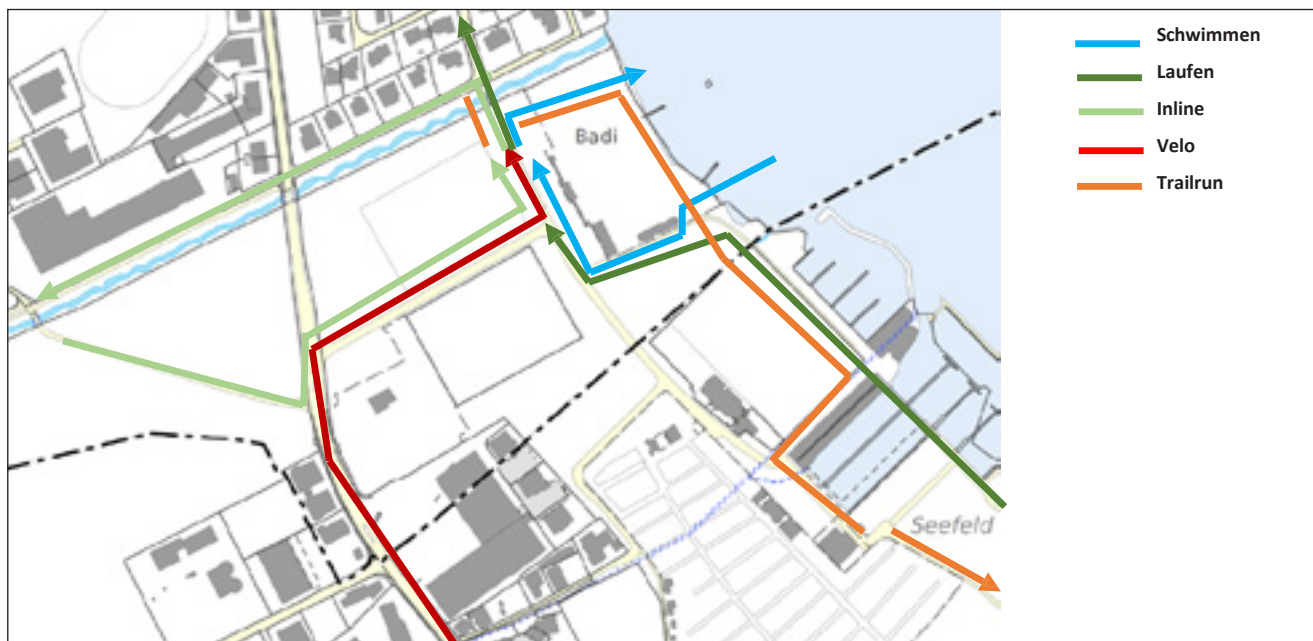 Schwimmen
Laufen
Inline
Velo
Trailrun
Badi
Seefeld